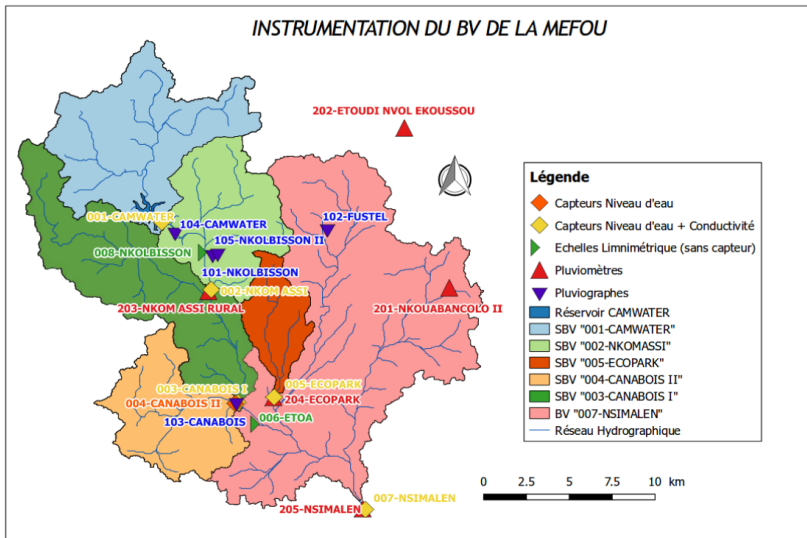 INSTRUMENTATION DU BV DE LA MEFOU
202-ETOUDI NVOL EKOUSSOU
001-CAMWATER
104-CAMWATER
102-FUSTEL
105-NKOLBISSON II
008-NKOLBISSON
101-NKOLBISSON
002-NKOM ASSI
203-NKOM ASSI RURAL
201-NKOUABANCOLO II
003-CANABOIS I
005-ECOPARK
004-CANABOIS II
204-ECOPARK
103-CANABOIS
006-ETOA
007-NSIMALEN
205-NSIMALEN
Légende
Capteurs Niveau d'eau
Capteurs Niveau d'eau + Conductivité
Echelles Limnimétrique (sans capteur)
Pluviomètres
Pluviographes
Réservoir CAMWATER
SBV "001-CAMWATER"
SBV "002-NKOMASSI"
SBV "005-ECOPARK"
SBV "004-CANABOIS II"
SBV "003-CANABOIS I"
BV "007-NSIMALEN"
Réseau Hydrographique
0 2.5 5 7.5 10 km